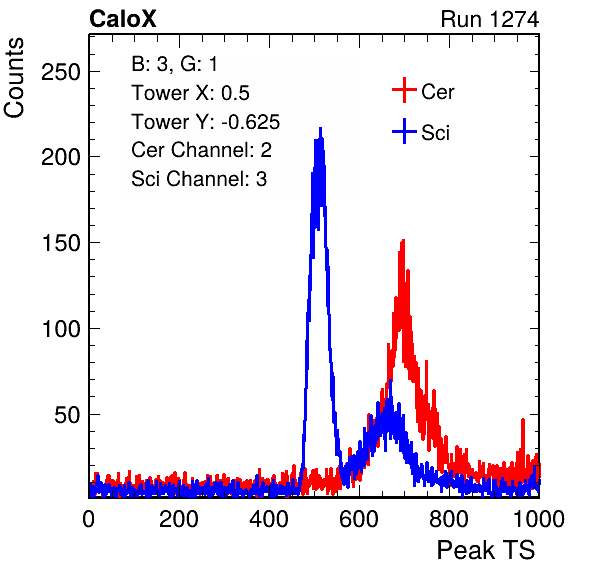 CaloX Run 1274
Counts
B: 3, G: 1
Tower X: 0.5
Tower Y: -0.625
Cer Channel: 2
Sci Channel: 3
Cer
Sci
250
200
150
100
50
0 200 400 600 800 1000
Peak TS